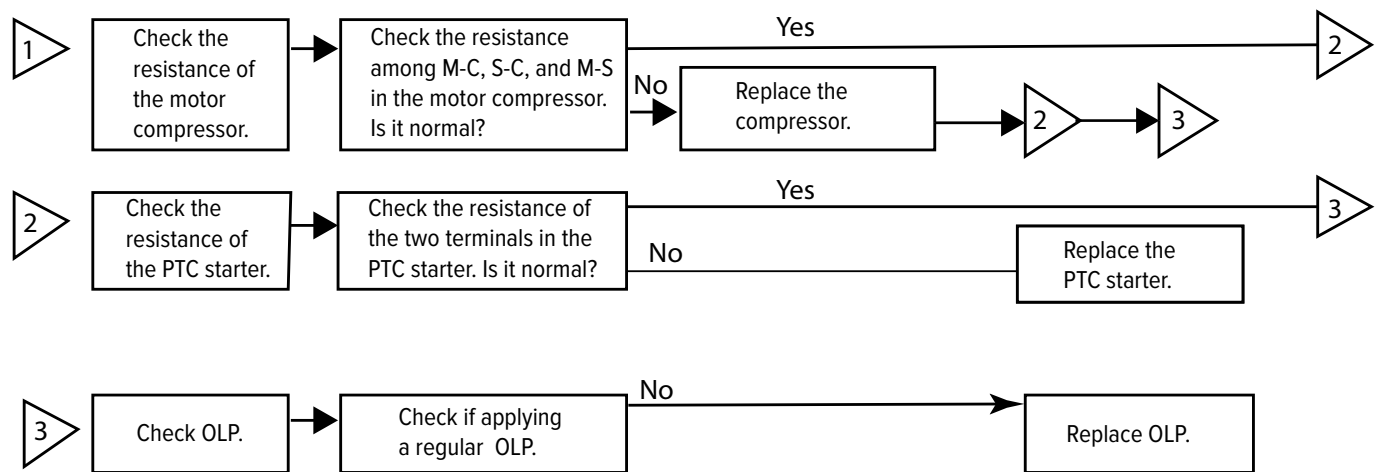 1
Check the
resistance of
the motor
compressor.
Check the resistance
among M-C, S-C, and M-S
in the motor compressor.
Is it normal?
Yes
2
No
Replace the
compressor.
2
3
2
Check the
resistance of
the PTC starter.
Check the resistance of
the two terminals in the
PTC starter. Is it normal?
Yes
3
No
Replace the
PTC starter.
3
Check OLP.
Check if applying
a regular OLP.
No
Replace OLP.